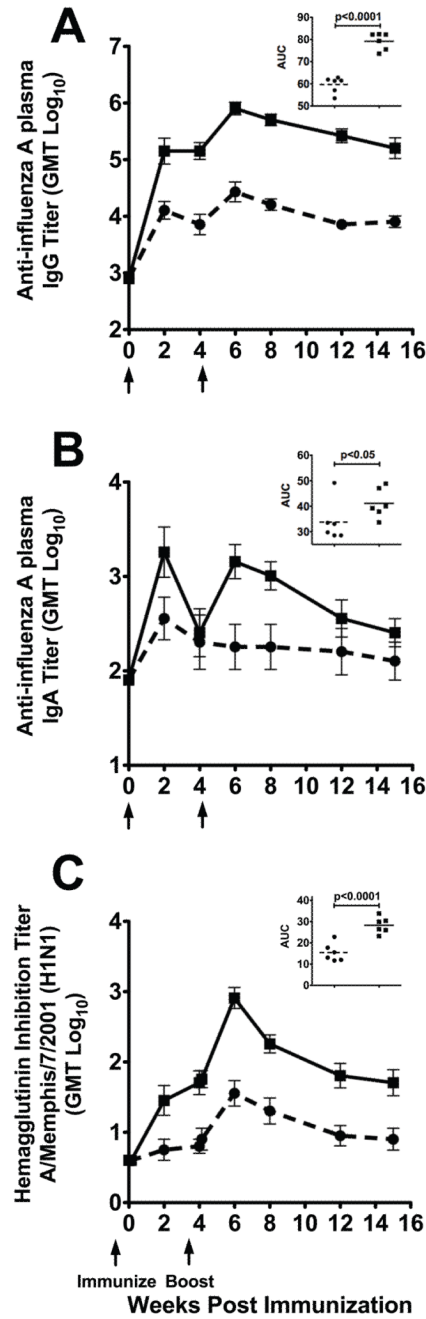 A
Anti-influenza A plasma
IgG Titer (GMT Log10)
7
6
5
4
3
2
0 2 4 6 8 10 12 14 16
p<0.0001
AUC
90
80
70
60
50
B
Anti-influenza A plasma
IgA Titer (GMT Log10)
4
3
2
1
0 2 4 6 8 10 12 14 16
p<0.05
AUC
60
50
40
30
C
Hemagglutinin Inhibition Titer
A/Memphis/7/2001 (H1N1)
(GMT Log10)
4
3
2
1
0
0 2 4 6 8 10 12 14 16
p<0.0001
AUC
40
30
20
10
0
Immunize Boost
Weeks Post Immunization